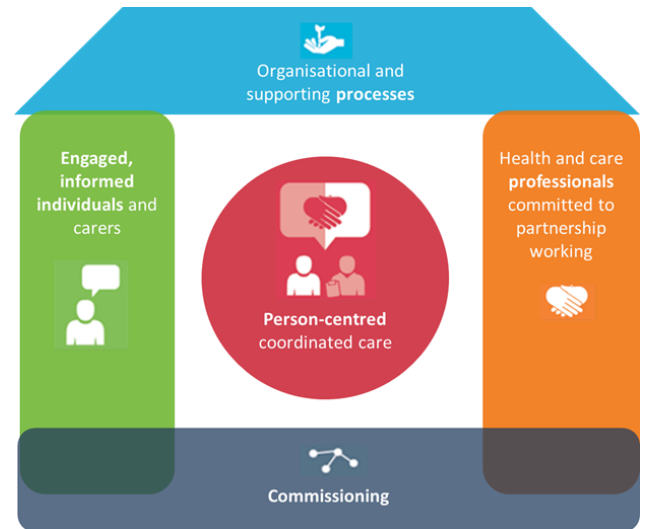 Organisational and
supporting processes
Engaged,
informed
individuals and
carers
Health and care
professionals
committed to
partnership
working
Person-centred
coordinated care
Commissioning